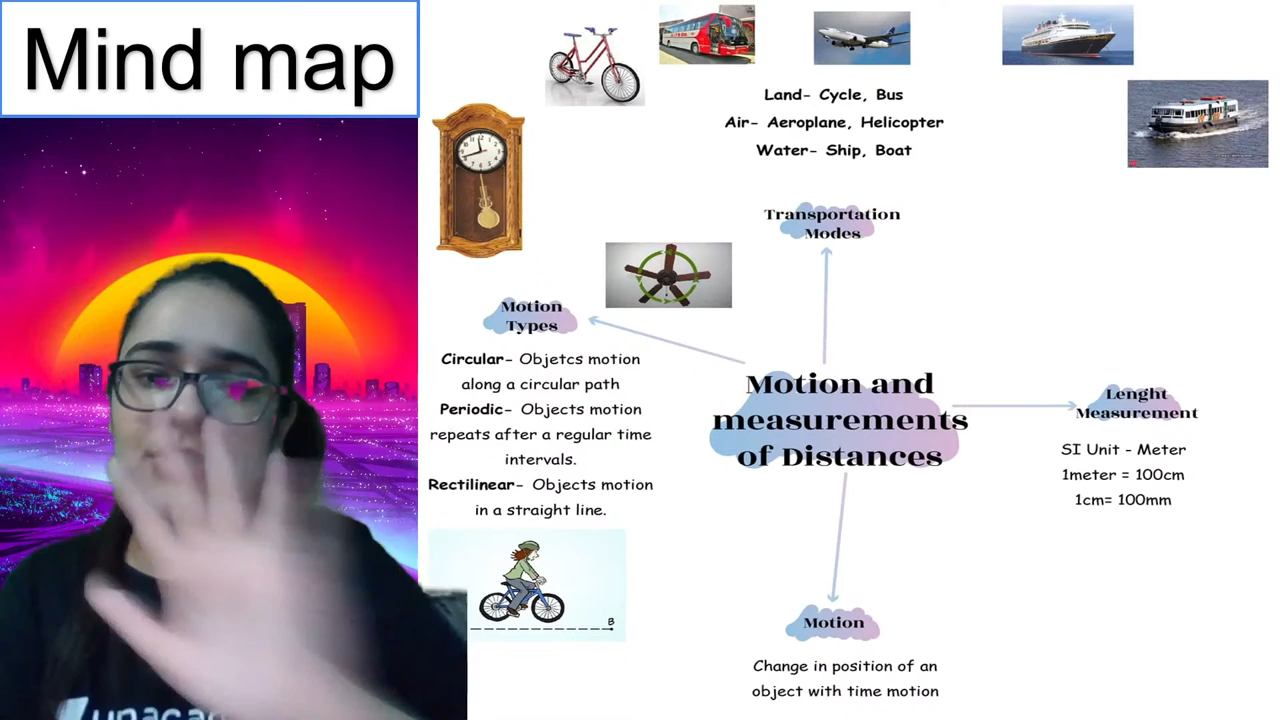 Mind map
Land- Cycle, Bus
Air- Aeroplane, Helicopter
Water- Ship, Boat
Transportation
Modes
Motion
Types
Circular- Objetcs motion
along a circular path
Periodic- Objects motion
repeats after a regular time
intervals.
Rectilinear- Objects motion
in a straight line.
B
Motion and
measurements
of Distances
Lenght
Measurement
SI Unit - Meter
1meter = 100cm
1cm= 100mm
Motion
Change in position of an
object with time motion